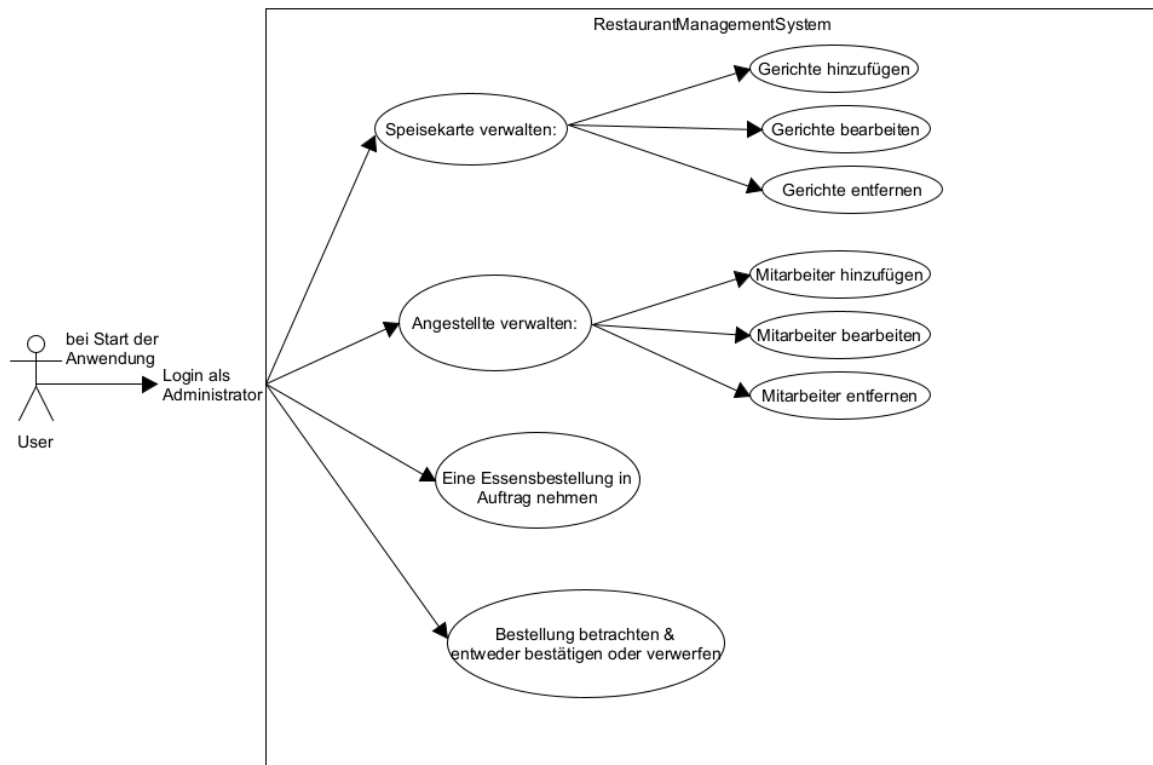 RestaurantManagementSystem
Gerichte hinzufügen
Speisekarte verwalten:
Gerichte bearbeiten
Gerichte entfernen
Mitarbeiter hinzufügen
Angestellte verwalten:
Mitarbeiter bearbeiten
Mitarbeiter entfernen
bei Start der
Anwendung
Login als
Administrator
User
Eine Essensbestellung in
Auftrag nehmen
Bestellung betrachten &
entweder bestätigen oder verwerfen